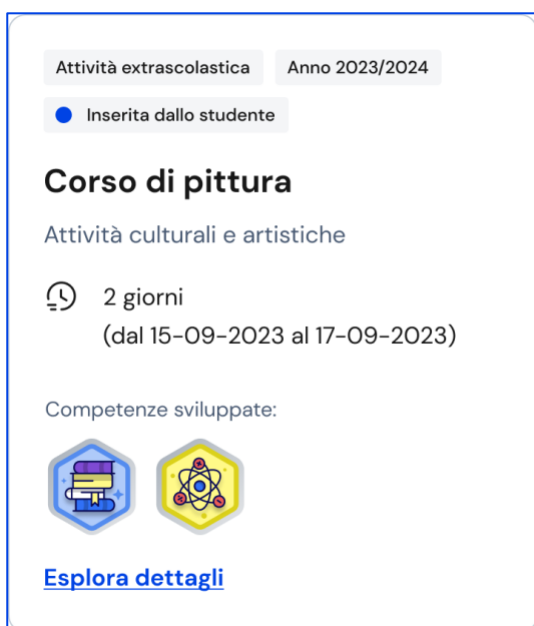 Attività extrascolastica
Anno 2023/2024
Inserita dallo studente
Corso di pittura
Attività culturali e artistiche
2 giorni
(dal 15-09-2023 al 17-09-2023)
Competenze sviluppate:
Esplora dettagli